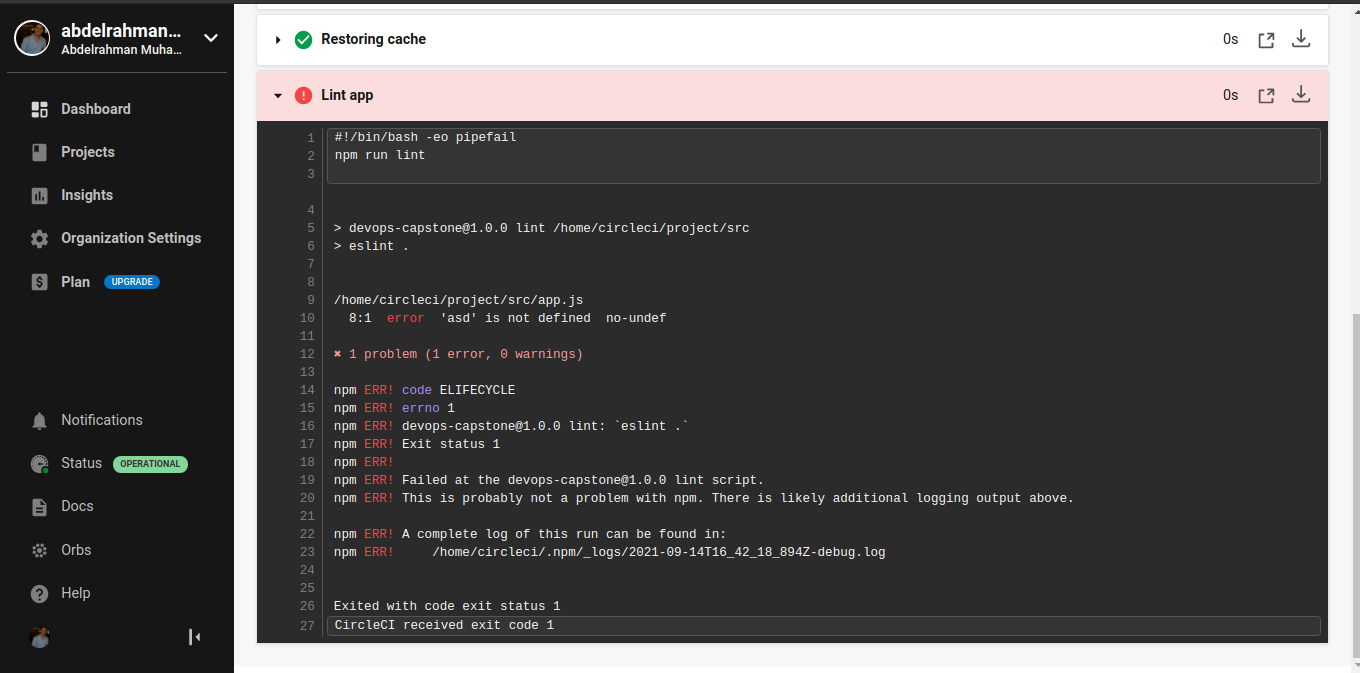 abdelrahman...
Abdelrahman Muha...
Dashboard
Projects
Insights
Organization Settings
Plan UPGRADE
Notifications
Status OPERATIONAL
Docs
Orbs
Help
Restoring cache 0s
Lint app 0s
1 #!/bin/bash -eo pipefail
2 npm run lint
3
4
5 > devops-capstone@1.0.0 lint /home/circleci/project/src
6 > eslint .
7
8
9 /home/circleci/project/src/app.js
10 8:1 error 'asd' is not defined no-undef
11
12 ✖ 1 problem (1 error, 0 warnings)
13
14 npm ERR! code ELIFECYCLE
15 npm ERR! errno 1
16 npm ERR! devops-capstone@1.0.0 lint: `eslint .`
17 npm ERR! Exit status 1
18 npm ERR!
19 npm ERR! Failed at the devops-capstone@1.0.0 lint script.
20 npm ERR! This is probably not a problem with npm. There is likely additional logging output above.
21
22 npm ERR! A complete log of this run can be found in:
23 npm ERR! /home/circleci/.npm/_logs/2021-09-14T16_42_18_894Z-debug.log
24
25
26 Exited with code exit status 1
27 CircleCI received exit code 1